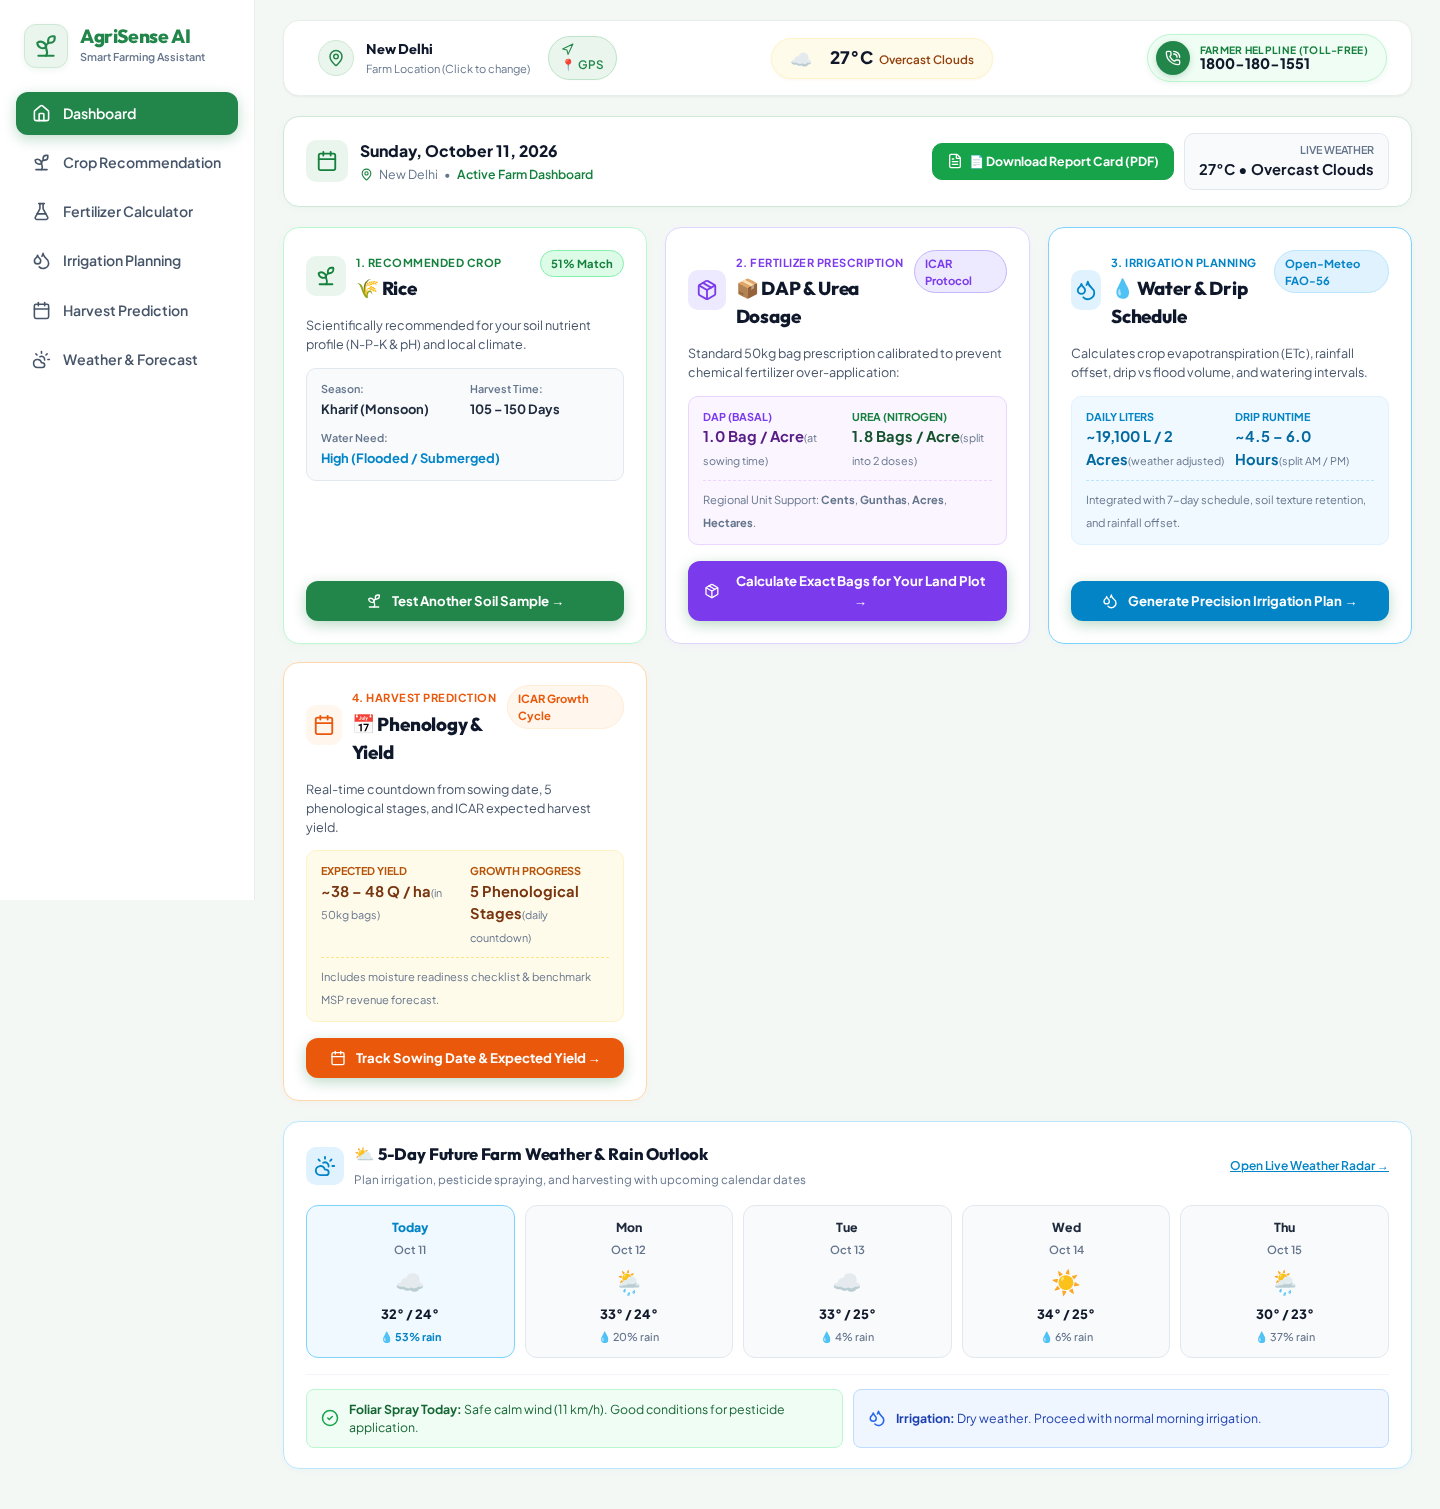 AgriSense AI
Smart Farming Assistant
Dashboard
Crop Recommendation
Fertilizer Calculator
Irrigation Planning
Harvest Prediction
Weather & Forecast
New Delhi
Farm Location (Click to change)
📍 GPS
☁️ 27°C Overcast Clouds
FARMER HELPLINE (TOLL-FREE)
1800-180-1551
Sunday, October 11, 2026
New Delhi • Active Farm Dashboard
📄 Download Report Card (PDF)
LIVE WEATHER
27°C • Overcast Clouds
1. RECOMMENDED CROP
🌾 Rice
51% Match
Scientifically recommended for your soil nutrient
profile (N-P-K & pH) and local climate.
Season:
Kharif (Monsoon)
Harvest Time:
105 – 150 Days
Water Need:
High (Flooded / Submerged)
Test Another Soil Sample →
2. FERTILIZER PRESCRIPTION
📦 DAP & Urea
Dosage
ICAR
Protocol
Standard 50kg bag prescription calibrated to prevent
chemical fertilizer over-application:
DAP (BASAL)
1.0 Bag / Acre(at
sowing time)
UREA (NITROGEN)
1.8 Bags / Acre(split
into 2 doses)
Regional Unit Support: Cents, Gunthas, Acres,
Hectares.
Calculate Exact Bags for Your Land Plot
→
3. IRRIGATION PLANNING
💧 Water & Drip
Schedule
Open-Meteo
FAO-56
Calculates crop evapotranspiration (ETc), rainfall
offset, drip vs flood volume, and watering intervals.
DAILY LITERS
~19,100 L / 2
Acres(weather adjusted)
DRIP RUNTIME
~4.5 – 6.0
Hours(split AM / PM)
Integrated with 7-day schedule, soil texture retention,
and rainfall offset.
Generate Precision Irrigation Plan →
4. HARVEST PREDICTION
📅 Phenology &
Yield
ICAR Growth
Cycle
Real-time countdown from sowing date, 5
phenological stages, and ICAR expected harvest
yield.
EXPECTED YIELD
~38 – 48 Q / ha(in
50kg bags)
GROWTH PROGRESS
5 Phenological
Stages(daily
countdown)
Includes moisture readiness checklist & benchmark
MSP revenue forecast.
Track Sowing Date & Expected Yield →
⛅ 5-Day Future Farm Weather & Rain Outlook
Plan irrigation, pesticide spraying, and harvesting with upcoming calendar dates
Open Live Weather Radar →
Today
Oct 11
32° / 24°
💧 53% rain
Mon
Oct 12
33° / 24°
💧 20% rain
Tue
Oct 13
33° / 25°
💧 4% rain
Wed
Oct 14
34° / 25°
💧 6% rain
Thu
Oct 15
30° / 23°
💧 37% rain
Foliar Spray Today: Safe calm wind (11 km/h). Good conditions for pesticide
application.
Irrigation: Dry weather. Proceed with normal morning irrigation.